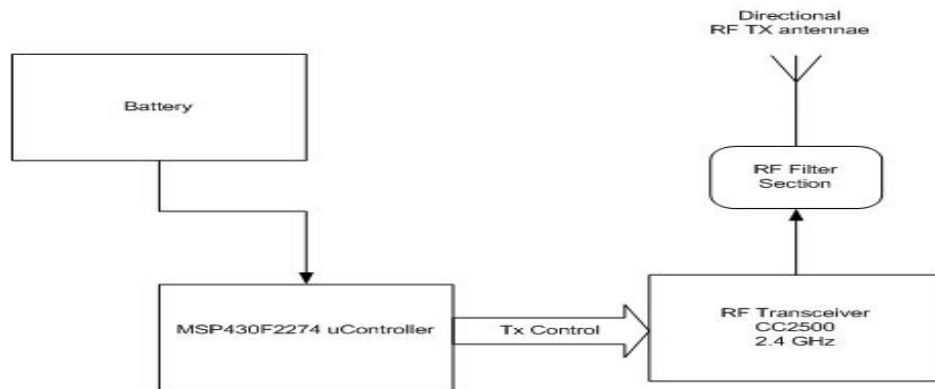 Directional
RF TX antennae
Battery
RF Filter
Section
MSP430F2274 uController
Tx Control
RF Transceiver
CC2500
2.4 GHz